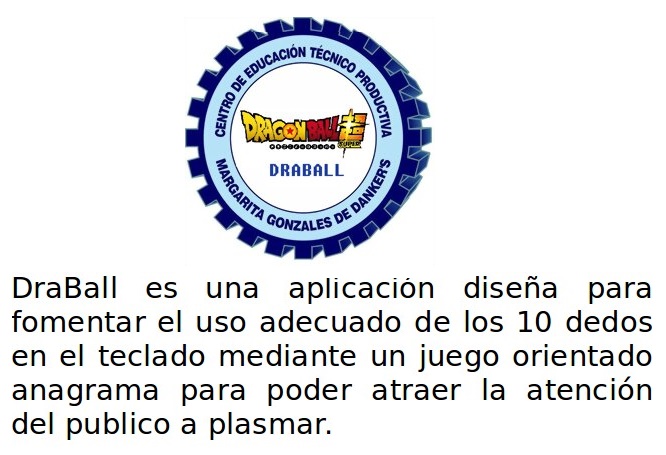 CENTRO DE EDUCACIÓN TÉCNICO PRODUCTIVA
DRAGON BALL 超
SUPER
DRABALL
MARGARITA GONZALES DE DANKER'S
DraBall es una aplicación diseña para
fomentar el uso adecuado de los 10 dedos
en el teclado mediante un juego orientado
anagrama para poder atraer la atención
del publico a plasmar.